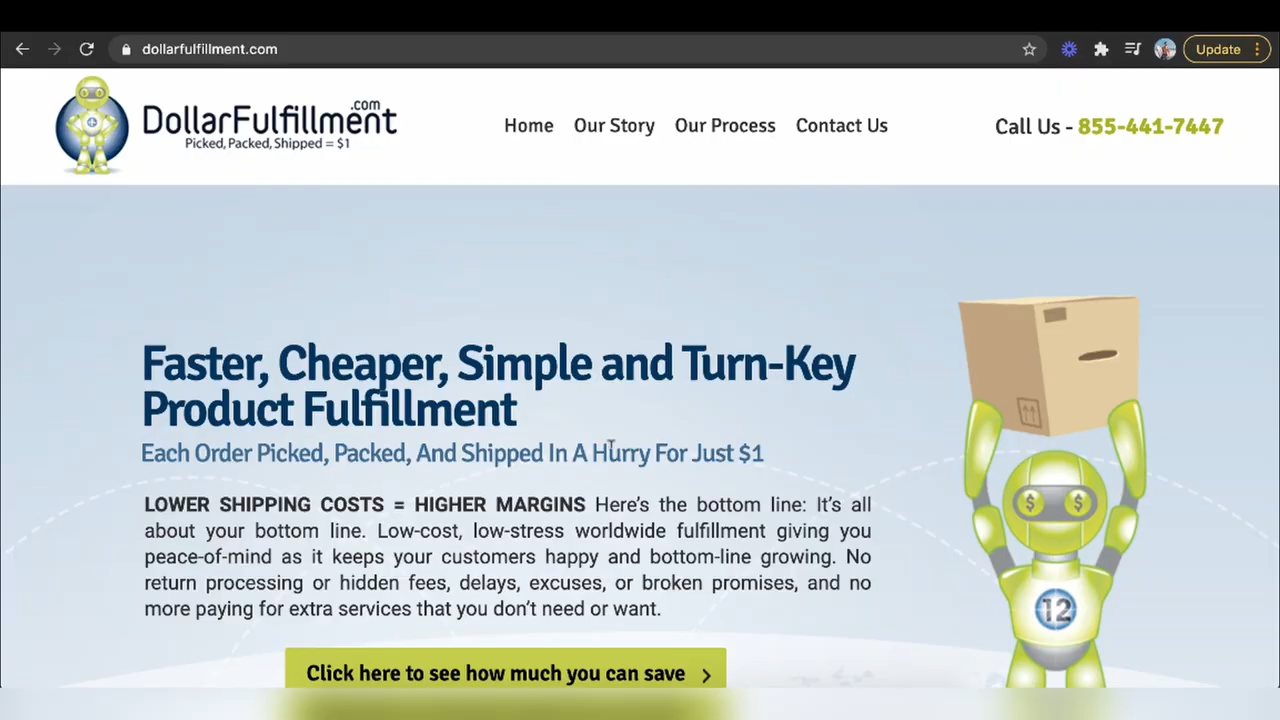 dollarfulfillment.com
Update
.com
DollarFulfillment
Picked, Packed, Shipped = $1
Home
Our Story
Our Process
Contact Us
Call Us - 855-441-7447
Faster, Cheaper, Simple and Turn-Key
Product Fulfillment
Each Order Picked, Packed, And Shipped In A Hurry For Just $1
LOWER SHIPPING COSTS = HIGHER MARGINS Here's the bottom line: It's all
about your bottom line. Low-cost, low-stress worldwide fulfillment giving you
peace-of-mind as it keeps your customers happy and bottom-line growing. No
return processing or hidden fees, delays, excuses, or broken promises, and no
more paying for extra services that you don't need or want.
$ $
12
Click here to see how much you can save